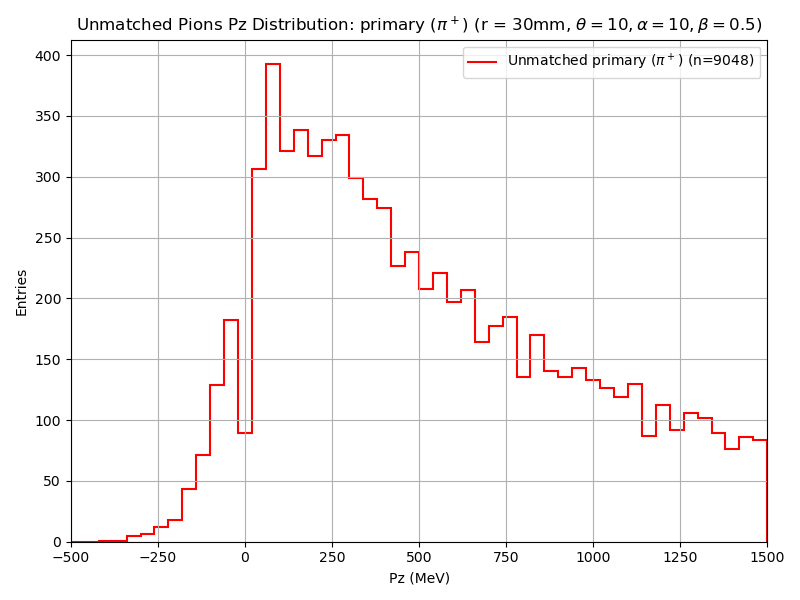 Unmatched Pions Pz Distribution: primary (π⁺) (r = 30mm, θ = 10, α = 10, β = 0.5)
Unmatched primary (π⁺) (n=9048)
400
350
300
250
200
150
100
50
0
Entries
−500 −250 0 250 500 750 1000 1250 1500
Pz (MeV)